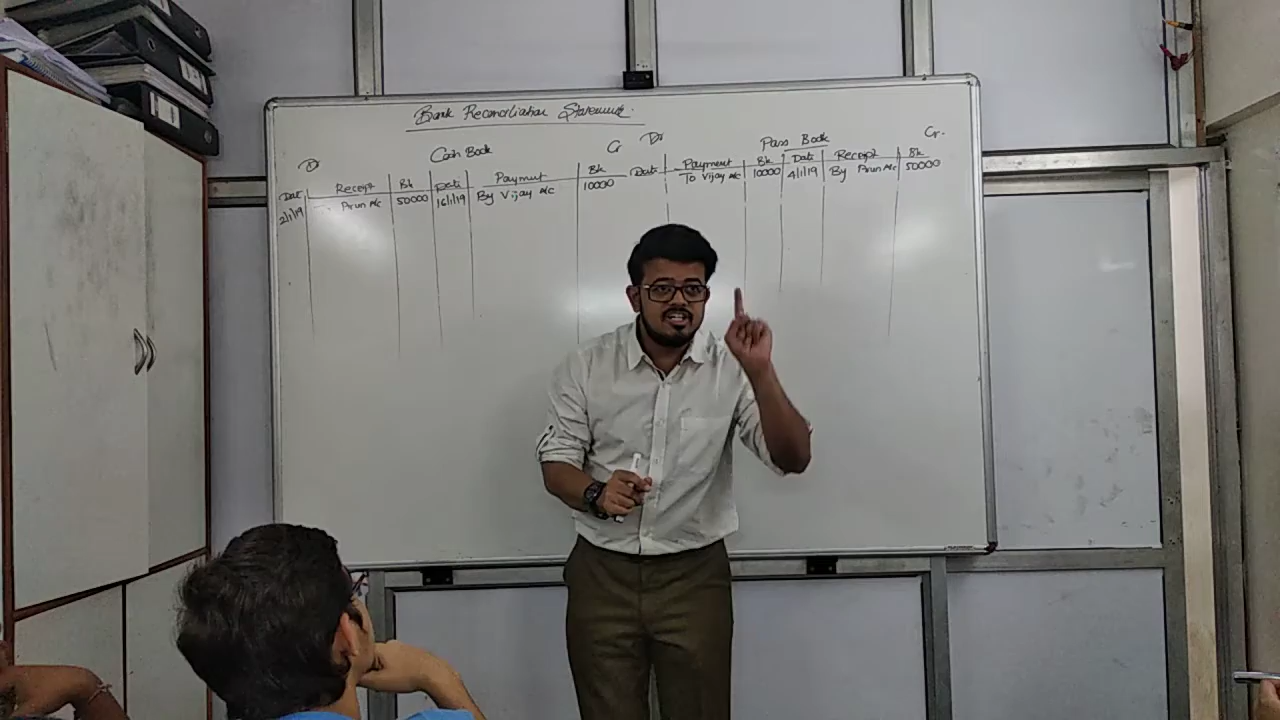 Bank Reconciliation Statement
Dr Cash Book Cr Dr Pass Book Cr.
Date Receipt Bk Date Payment Bk Date Payment Bk Date Receipt Bk
2/1/19 Arun A/c 50000 16/1/19 By Vijay A/c 10000 To Vijay A/c 10000 4/1/19 By Arun A/c 50000